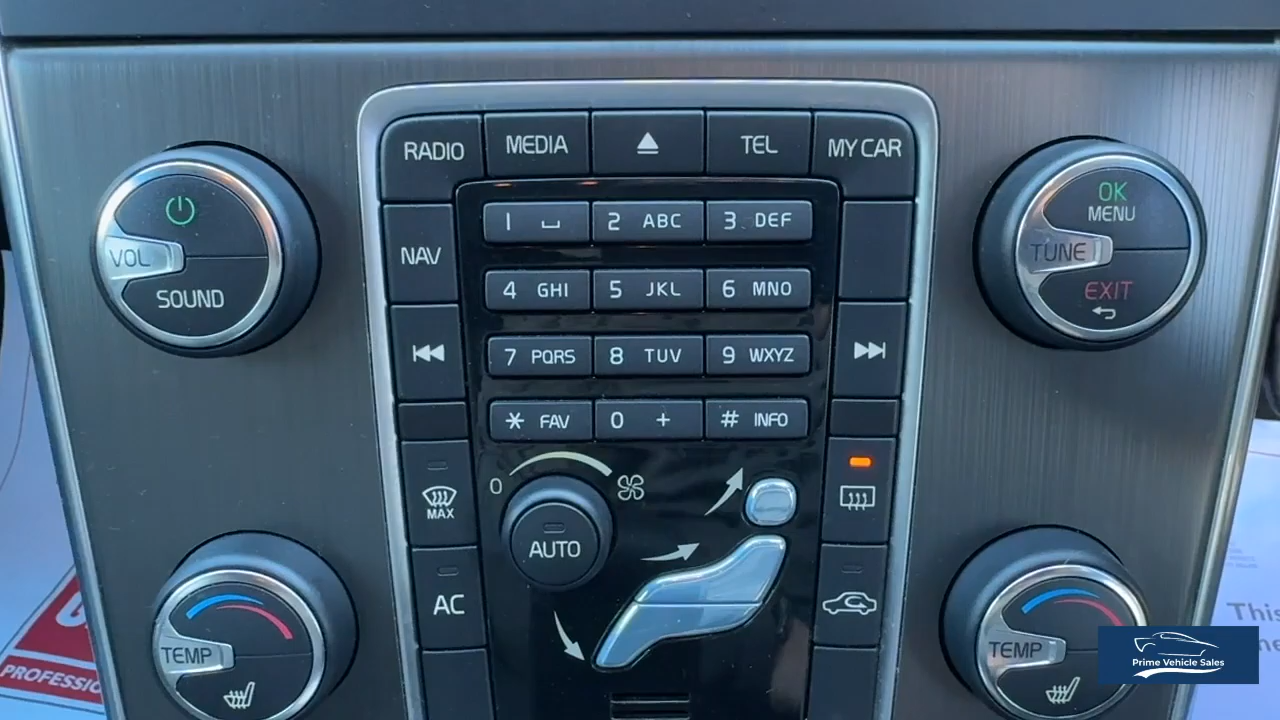 RADIO MEDIA TEL MY CAR
VOL
SOUND
NAV
1 2 ABC 3 DEF
4 GHI 5 JKL 6 MNO
7 PQRS 8 TUV 9 WXYZ
* FAV 0 + # INFO
OK
MENU
TUNE
EXIT
MAX
0
AUTO
AC
TEMP
TEMP
PROFESSIO
This
Prime Vehicle Sales